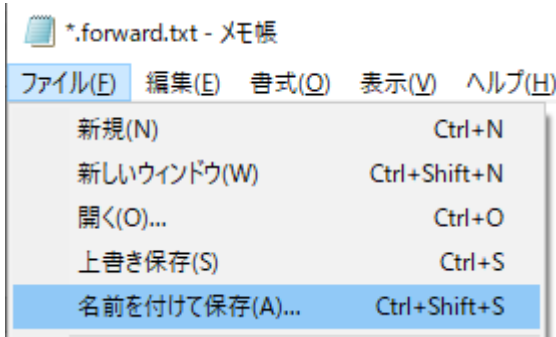 *.forward.txt - メモ帳
ファイル(F) 編集(E) 書式(O) 表示(V) ヘルプ(H)
新規(N) Ctrl+N
新しいウィンドウ(W) Ctrl+Shift+N
開く(O)... Ctrl+O
上書き保存(S) Ctrl+S
名前を付けて保存(A)... Ctrl+Shift+S